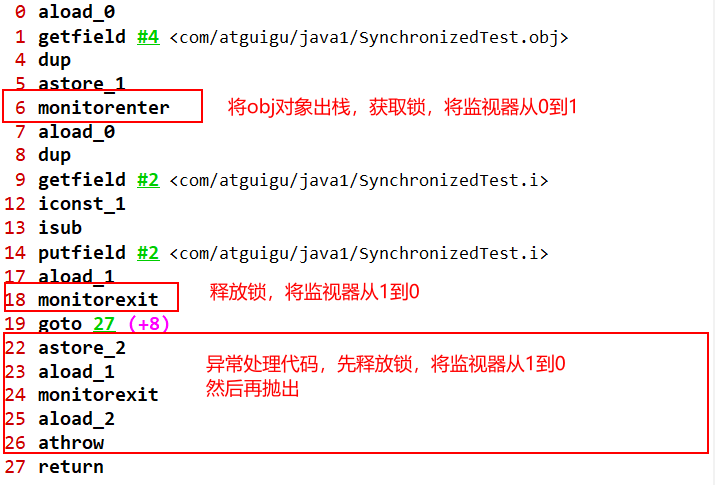 0 aload_0
1 getfield #4 <com/atguigu/java1/SynchronizedTest.obj>
4 dup
5 astore_1
6 monitorenter 将obj对象出栈，获取锁，将监视器从0到1
7 aload_0
8 dup
9 getfield #2 <com/atguigu/java1/SynchronizedTest.i>
12 iconst_1
13 isub
14 putfield #2 <com/atguigu/java1/SynchronizedTest.i>
17 aload_1
18 monitorexit 释放锁，将监视器从1到0
19 goto 27 (+8)
22 astore_2
23 aload_1 异常处理代码，先释放锁，将监视器从1到0
24 monitorexit 然后再抛出
25 aload_2
26 athrow
27 return